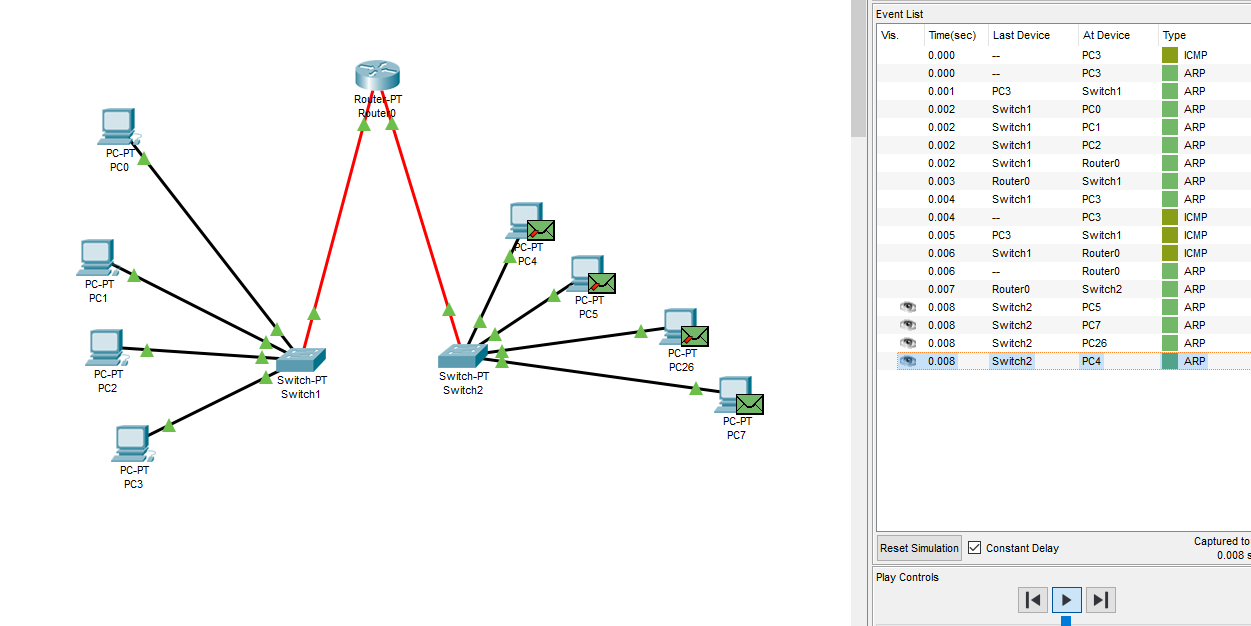 Router-PT
Router0
PC-PT
PC0
PC-PT
PC1
PC-PT
PC2
PC-PT
PC3
Switch-PT
Switch1
Switch-PT
Switch2
PC-PT
PC4
PC-PT
PC5
PC-PT
PC26
PC-PT
PC7
Event List
Vis. Time(sec) Last Device At Device Type
0.000 -- PC3 ICMP
0.000 -- PC3 ARP
0.001 PC3 Switch1 ARP
0.002 Switch1 PC0 ARP
0.002 Switch1 PC1 ARP
0.002 Switch1 PC2 ARP
0.002 Switch1 Router0 ARP
0.003 Router0 Switch1 ARP
0.004 Switch1 PC3 ARP
0.004 -- PC3 ICMP
0.005 PC3 Switch1 ICMP
0.006 Switch1 Router0 ICMP
0.006 -- Router0 ARP
0.007 Router0 Switch2 ARP
0.008 Switch2 PC5 ARP
0.008 Switch2 PC7 ARP
0.008 Switch2 PC26 ARP
0.008 Switch2 PC4 ARP
Reset Simulation Constant Delay
Captured to
0.008 s
Play Controls